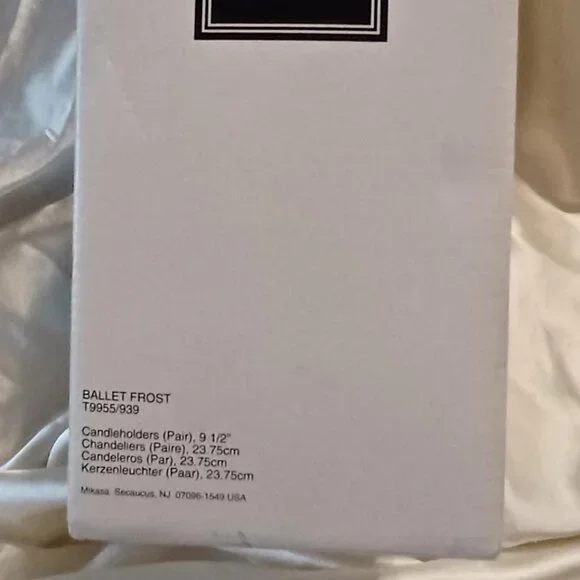 BALLET FROST
T9955/939
Candleholders (Pair), 9 1/2"
Chandeliers (Paire), 23.75cm
Candeleros (Par), 23.75cm
Kerzenleuchter (Paar), 23.75cm
Mikasa, Secaucus, NJ 07096-1549 USA